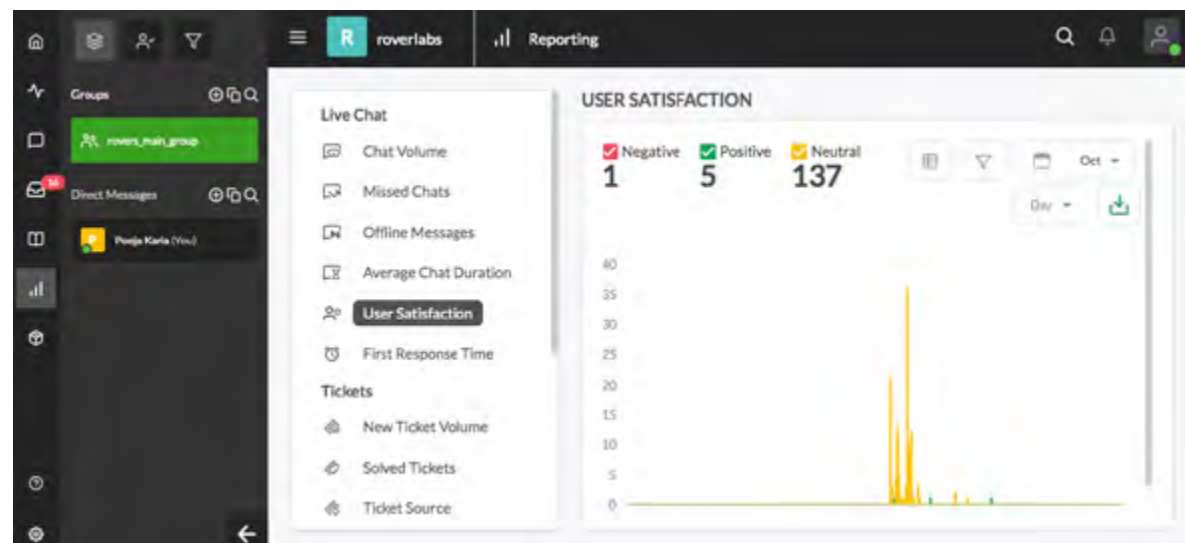 R roverlabs
Reporting
Groups
rovers_main_group
16
Direct Messages
P
Pooja Karia (You)
Live Chat
Chat Volume
Missed Chats
Offline Messages
Average Chat Duration
User Satisfaction
First Response Time
Tickets
New Ticket Volume
Solved Tickets
Ticket Source
USER SATISFACTION
Negative Positive Neutral
1 5 137
Oct
Day
40
35
30
25
20
15
10
5
0